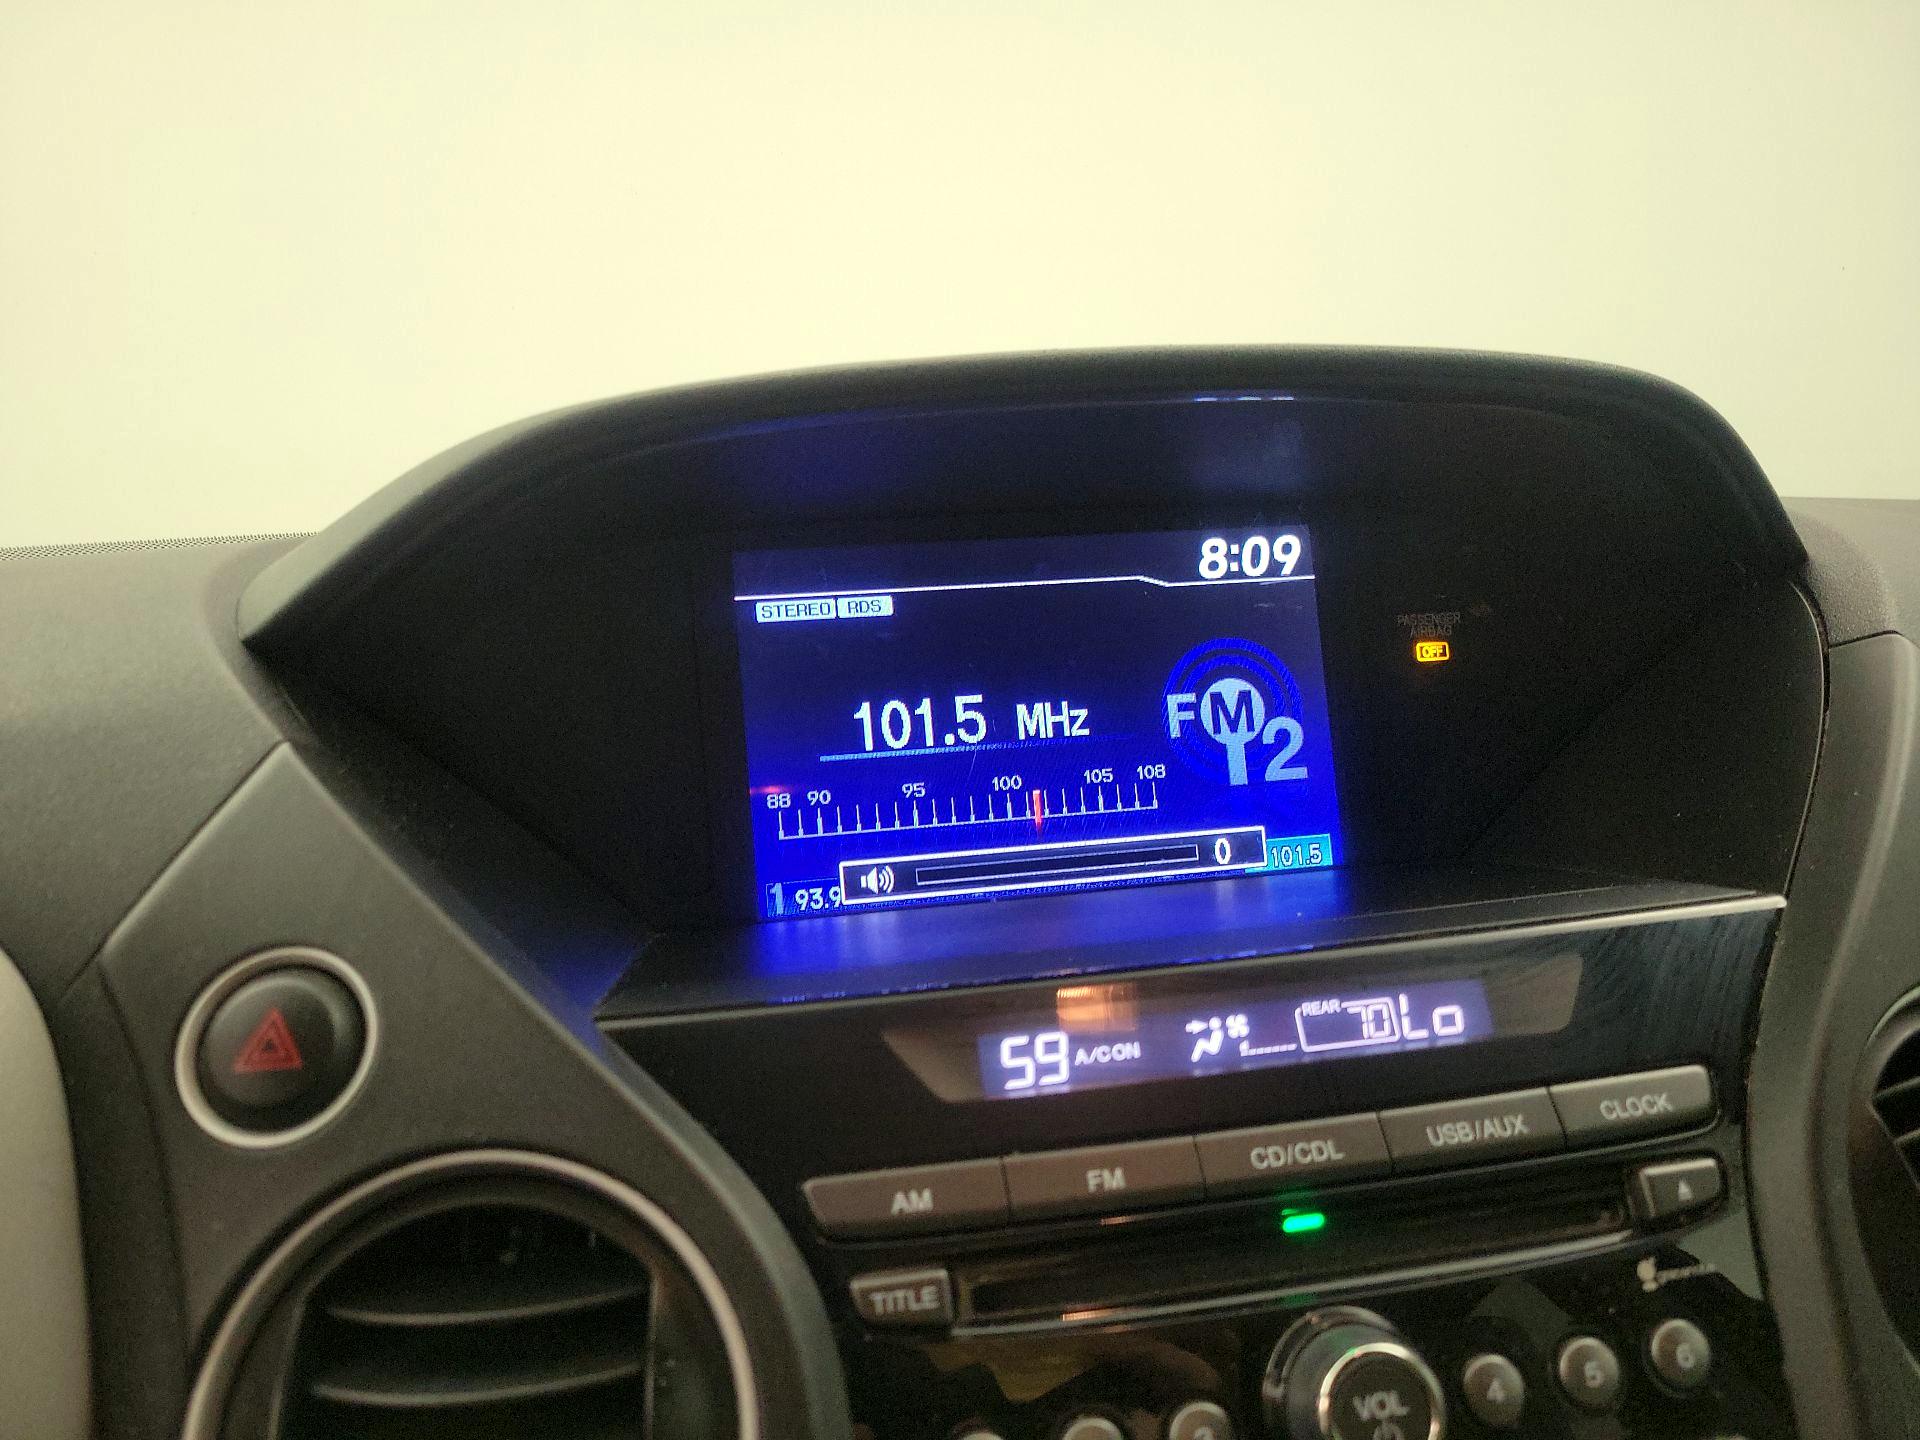 8:09
STEREO RDS
PASSENGER
AIRBAG
OFF
101.5 MHz
FM2
88 90 95 100 105 108
0
1 93.9 101.5
59 A/CON REAR 70 Lo
AM FM CD/CDL USB/AUX CLOCK
TITLE
4 5 6
VOL